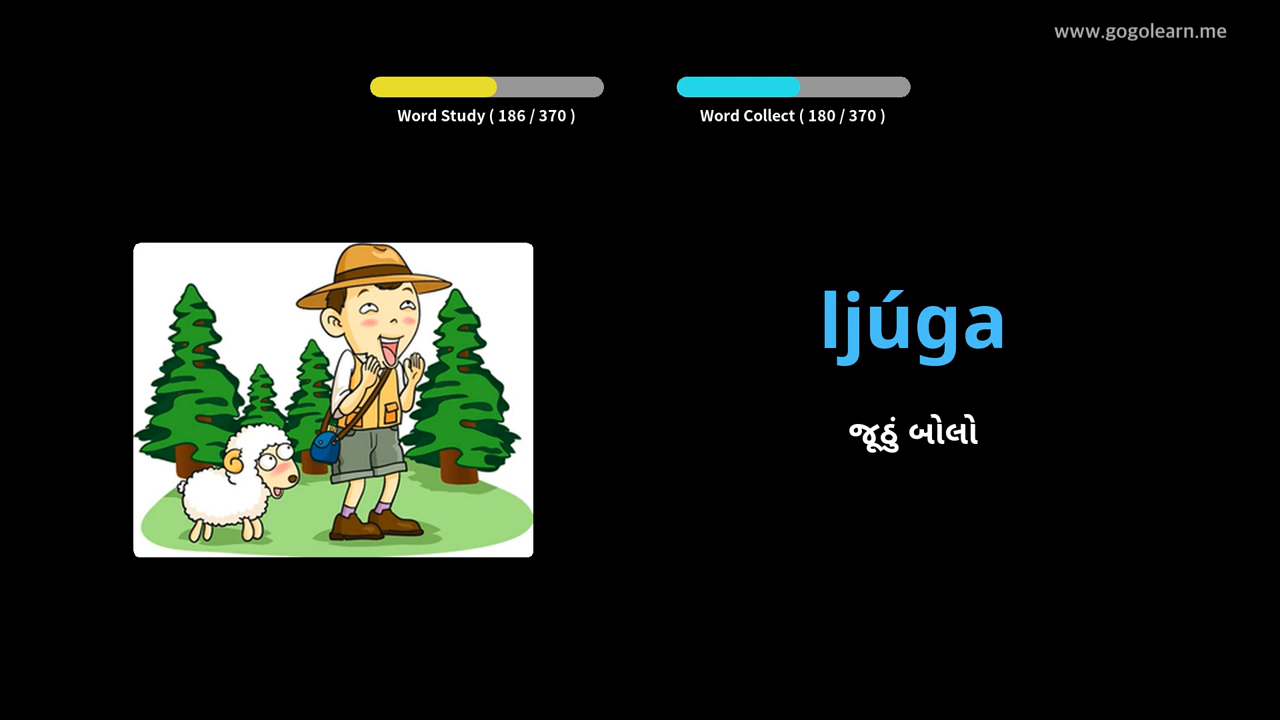 www.gogolearn.me
Word Study ( 186 / 370 )
Word Collect ( 180 / 370 )
ljúga
જૂઠું બોલો